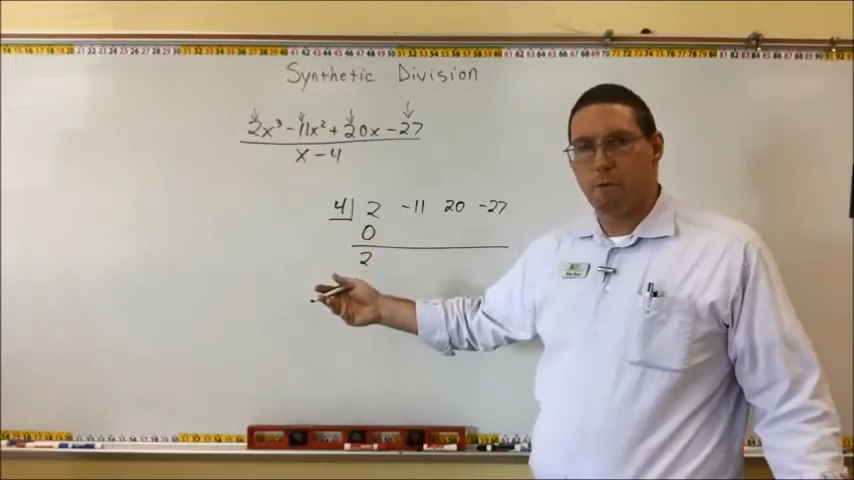 Synthetic Division
2x³ - 11x² + 20x - 27
x - 4
4 2 -11 20 -27
0
2